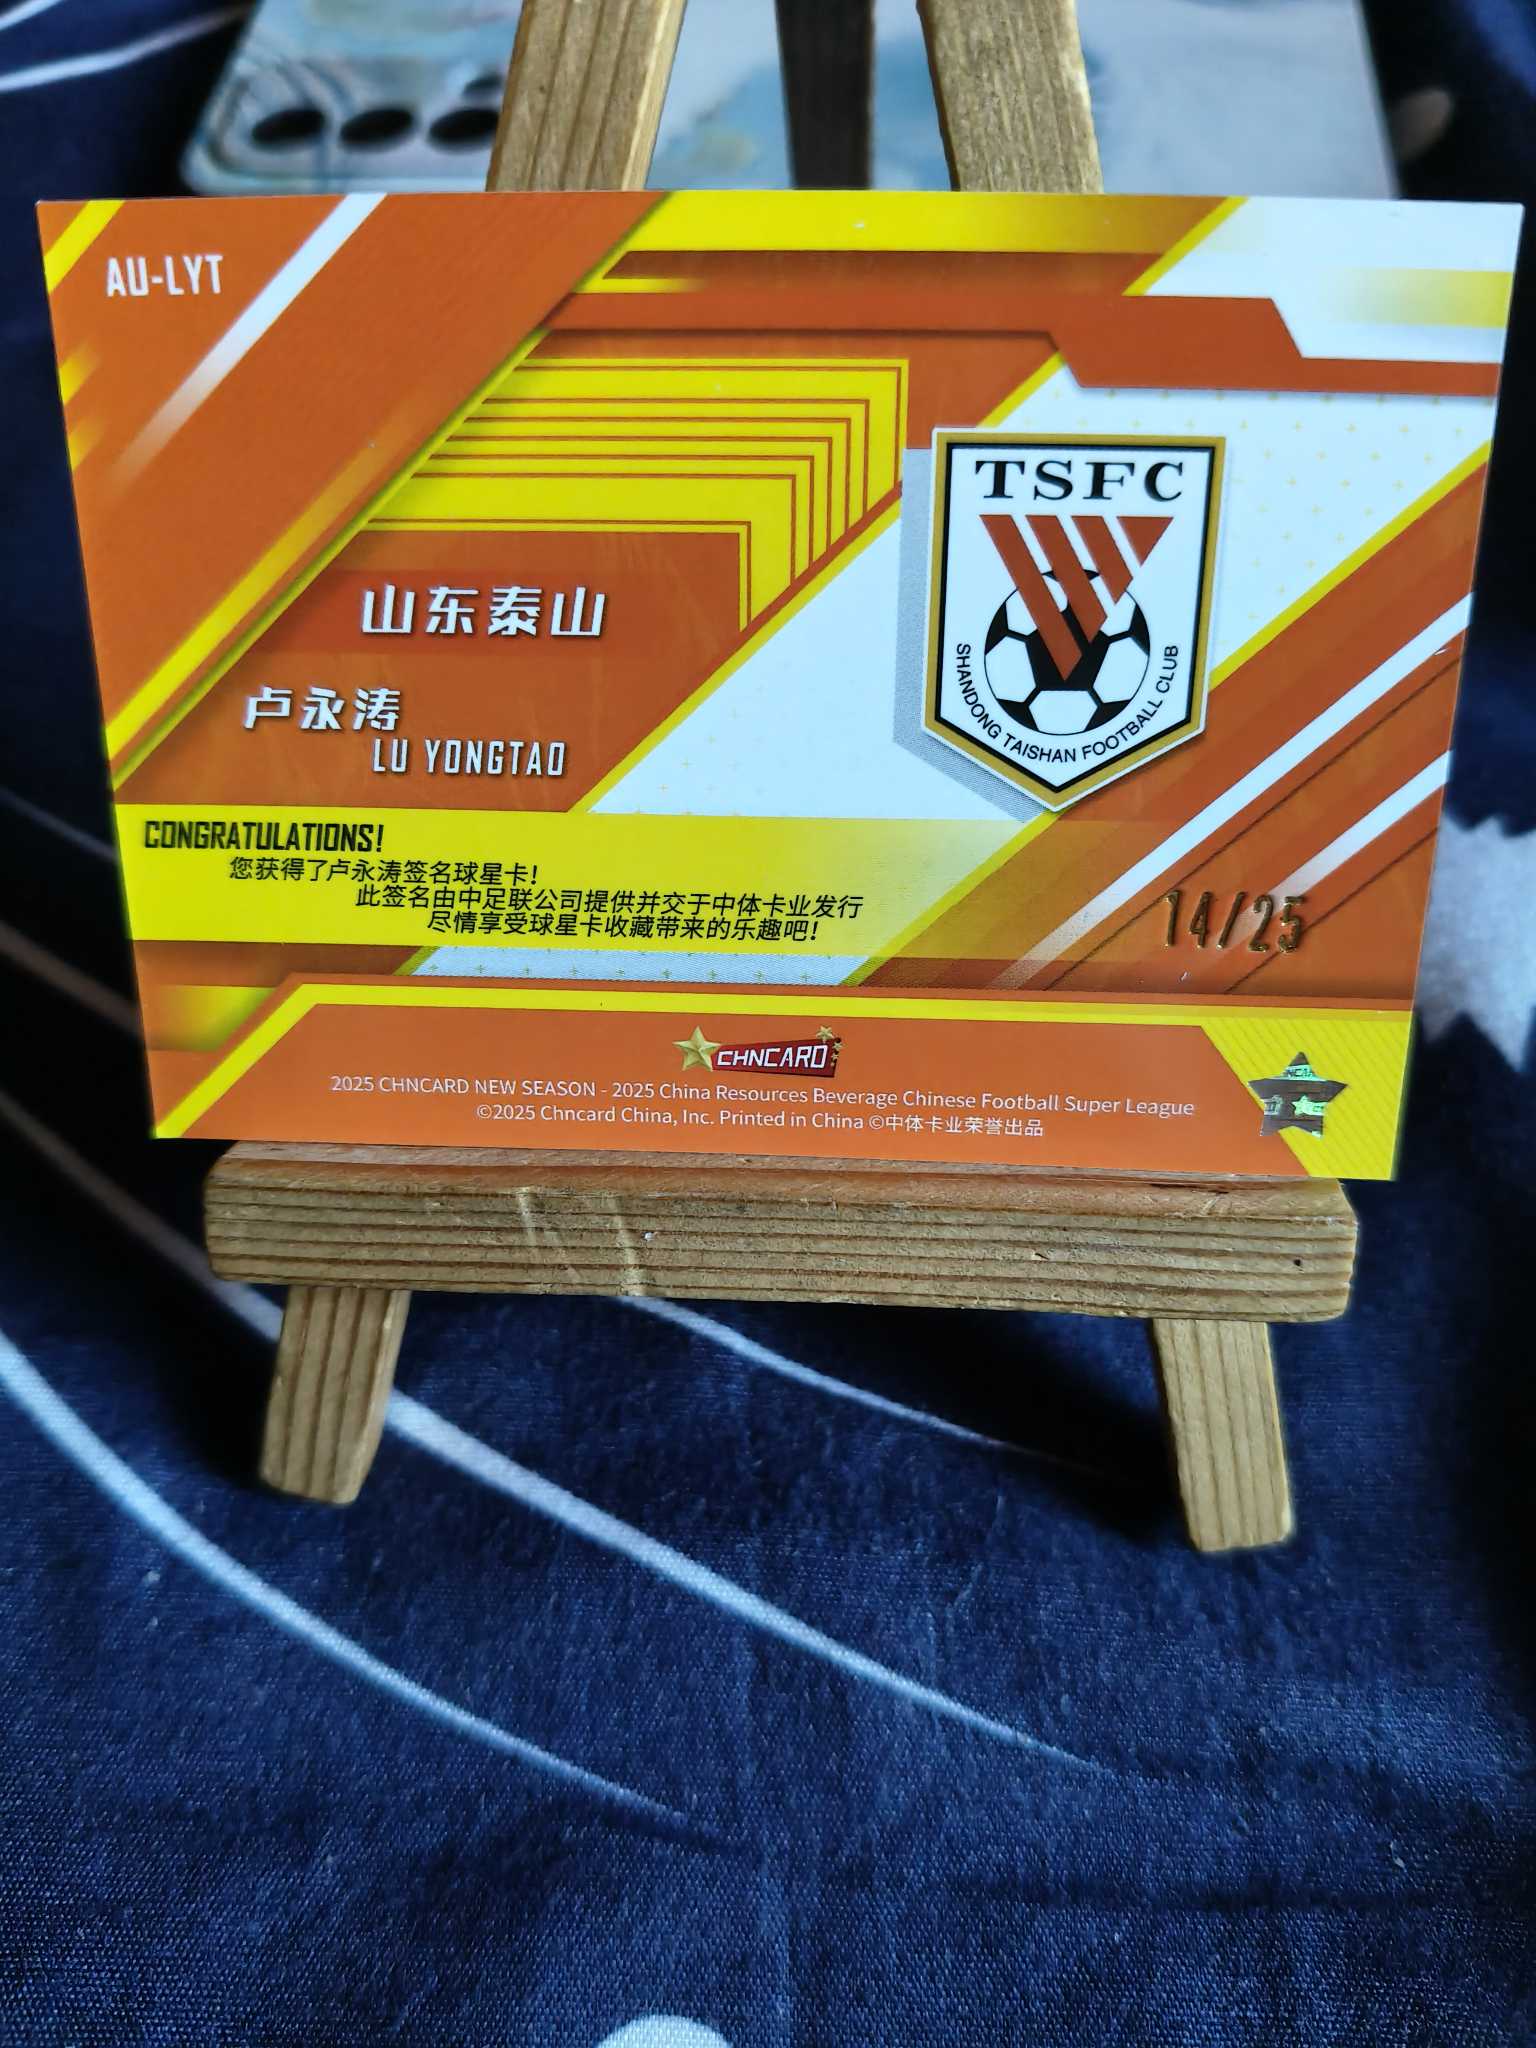 AU-LYT
TSFC
SHANDONG TAISHAN FOOTBALL CLUB
山东泰山
卢永涛
LU YONGTAO
CONGRATULATIONS!
您获得了卢永涛签名球星卡!
此签名由中足联公司提供并交于中体卡业发行
尽情享受球星卡收藏带来的乐趣吧!
14/25
CHNCARD
2025 CHNCARD NEW SEASON - 2025 China Resources Beverage Chinese Football Super League
©2025 Chncard China, Inc. Printed in China ©中体卡业荣誉出品